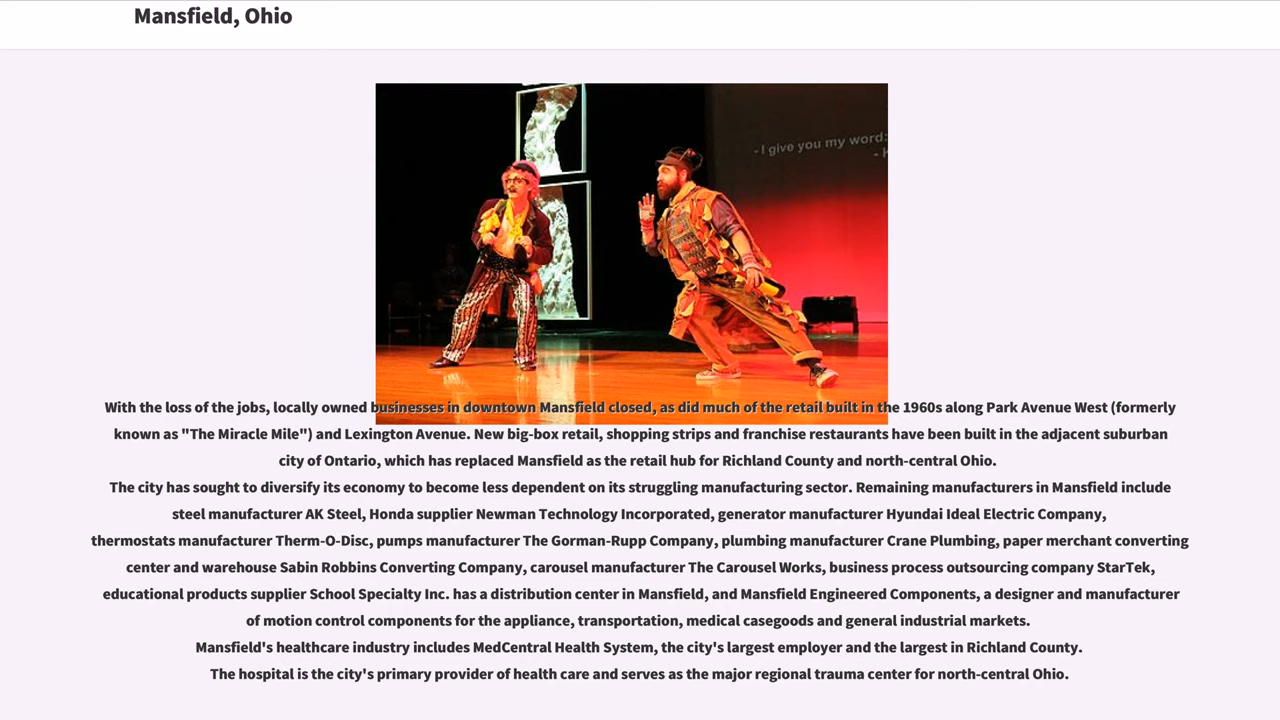 Mansfield, Ohio
- I give you my word:
With the loss of the jobs, locally owned businesses in downtown Mansfield closed, as did much of the retail built in the 1960s along Park Avenue West (formerly
known as "The Miracle Mile") and Lexington Avenue. New big-box retail, shopping strips and franchise restaurants have been built in the adjacent suburban
city of Ontario, which has replaced Mansfield as the retail hub for Richland County and north-central Ohio.
The city has sought to diversify its economy to become less dependent on its struggling manufacturing sector. Remaining manufacturers in Mansfield include
steel manufacturer AK Steel, Honda supplier Newman Technology Incorporated, generator manufacturer Hyundai Ideal Electric Company,
thermostats manufacturer Therm-O-Disc, pumps manufacturer The Gorman-Rupp Company, plumbing manufacturer Crane Plumbing, paper merchant converting
center and warehouse Sabin Robbins Converting Company, carousel manufacturer The Carousel Works, business process outsourcing company StarTek,
educational products supplier School Specialty Inc. has a distribution center in Mansfield, and Mansfield Engineered Components, a designer and manufacturer
of motion control components for the appliance, transportation, medical casegoods and general industrial markets.
Mansfield's healthcare industry includes MedCentral Health System, the city's largest employer and the largest in Richland County.
The hospital is the city's primary provider of health care and serves as the major regional trauma center for north-central Ohio.